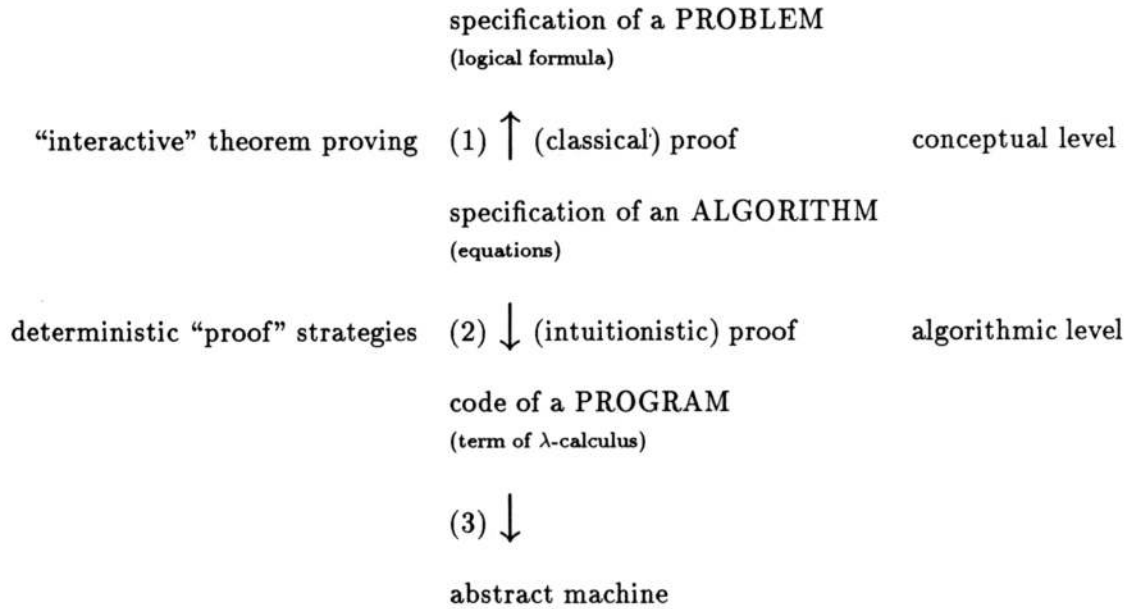 specification of a PROBLEM
(logical formula)
“interactive” theorem proving (1) ↑ (classical) proof conceptual level
specification of an ALGORITHM
(equations)
deterministic “proof” strategies (2) ↓ (intuitionistic) proof algorithmic level
code of a PROGRAM
(term of λ-calculus)
(3) ↓
abstract machine